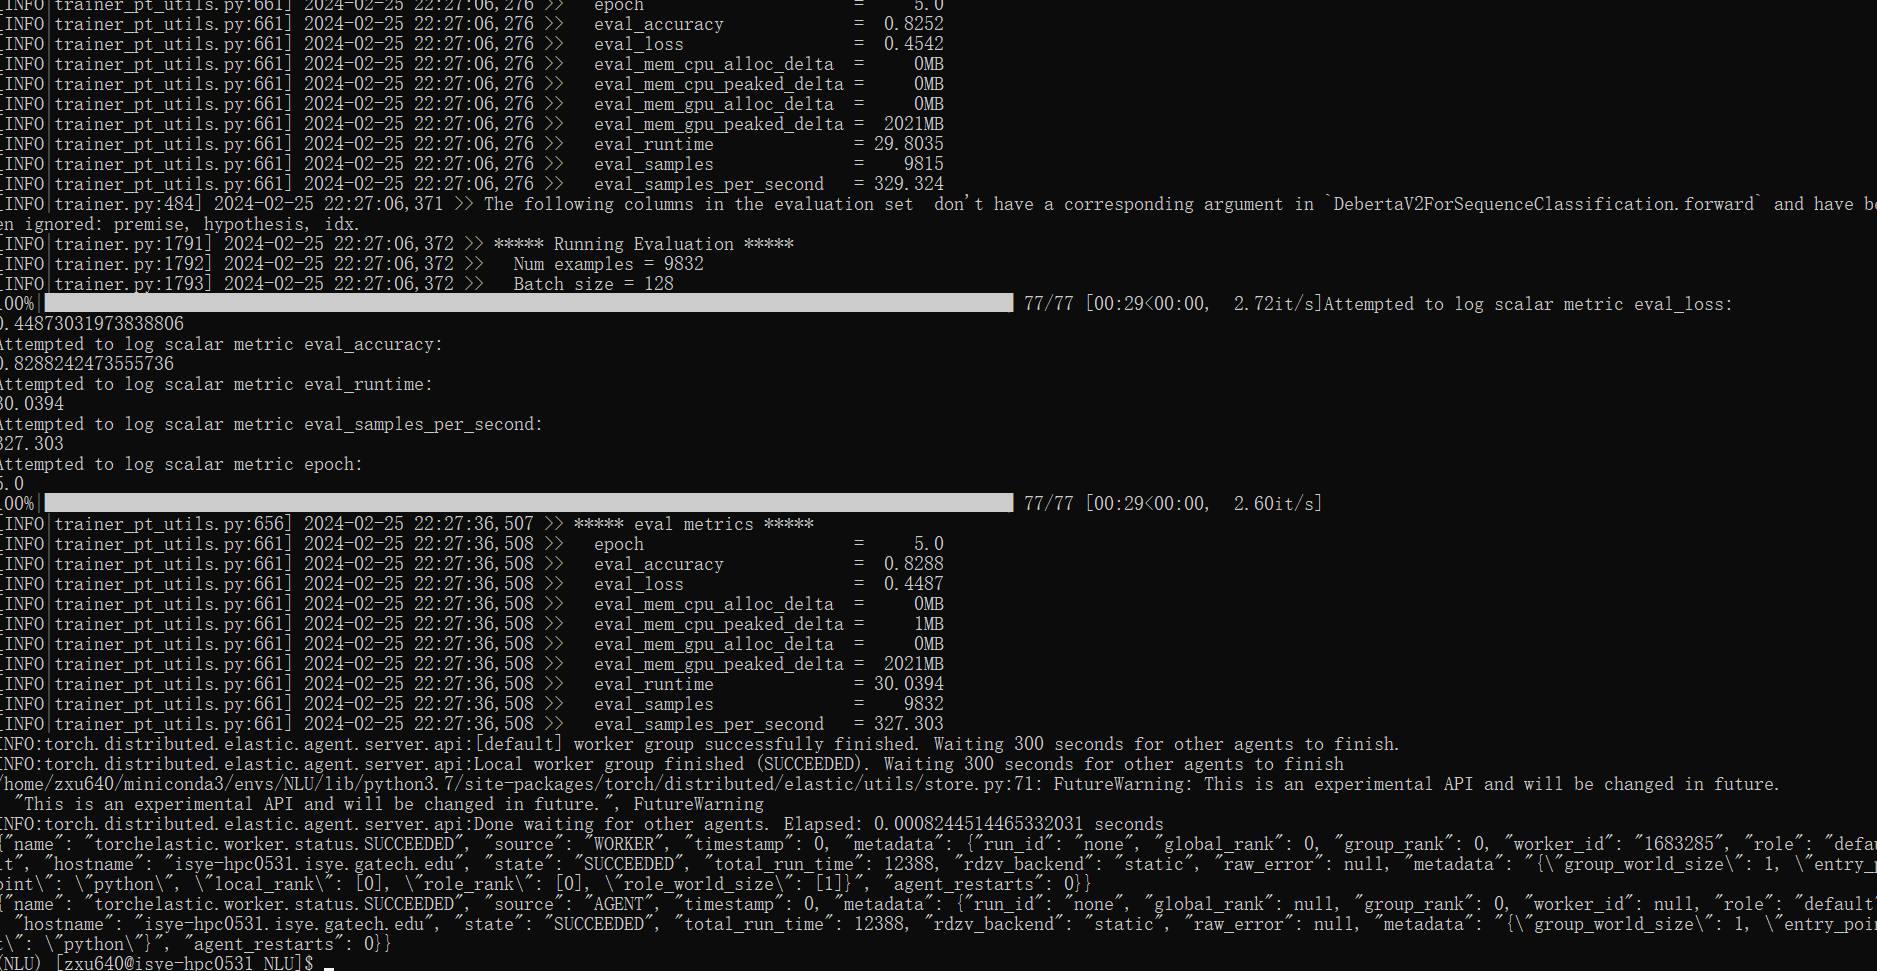 [INFO|trainer_pt_utils.py:661] 2024-02-25 22:27:06,276 >>   epoch                     =     5.0
[INFO|trainer_pt_utils.py:661] 2024-02-25 22:27:06,276 >>   eval_accuracy             =  0.8252
[INFO|trainer_pt_utils.py:661] 2024-02-25 22:27:06,276 >>   eval_loss                 =  0.4542
[INFO|trainer_pt_utils.py:661] 2024-02-25 22:27:06,276 >>   eval_mem_cpu_alloc_delta  =     0MB
[INFO|trainer_pt_utils.py:661] 2024-02-25 22:27:06,276 >>   eval_mem_cpu_peaked_delta =     0MB
[INFO|trainer_pt_utils.py:661] 2024-02-25 22:27:06,276 >>   eval_mem_gpu_alloc_delta  =     0MB
[INFO|trainer_pt_utils.py:661] 2024-02-25 22:27:06,276 >>   eval_mem_gpu_peaked_delta =  2021MB
[INFO|trainer_pt_utils.py:661] 2024-02-25 22:27:06,276 >>   eval_runtime              = 29.8035
[INFO|trainer_pt_utils.py:661] 2024-02-25 22:27:06,276 >>   eval_samples              =    9815
[INFO|trainer_pt_utils.py:661] 2024-02-25 22:27:06,276 >>   eval_samples_per_second   = 329.324
[INFO|trainer.py:484] 2024-02-25 22:27:06,371 >> The following columns in the evaluation set  don't have a corresponding argument in `DebertaV2ForSequenceClassification.forward` and have be
en ignored: premise, hypothesis, idx.
[INFO|trainer.py:1791] 2024-02-25 22:27:06,372 >> ***** Running Evaluation *****
[INFO|trainer.py:1792] 2024-02-25 22:27:06,372 >>   Num examples = 9832
[INFO|trainer.py:1793] 2024-02-25 22:27:06,372 >>   Batch size = 128
100%| 77/77 [00:29<00:00,  2.72it/s]Attempted to log scalar metric eval_loss:
0.44873031973838806
Attempted to log scalar metric eval_accuracy:
0.8288242473555736
Attempted to log scalar metric eval_runtime:
30.0394
Attempted to log scalar metric eval_samples_per_second:
327.303
Attempted to log scalar metric epoch:
5.0
100%| 77/77 [00:29<00:00,  2.60it/s]
[INFO|trainer_pt_utils.py:656] 2024-02-25 22:27:36,507 >> ***** eval metrics *****
[INFO|trainer_pt_utils.py:661] 2024-02-25 22:27:36,508 >>   epoch                     =     5.0
[INFO|trainer_pt_utils.py:661] 2024-02-25 22:27:36,508 >>   eval_accuracy             =  0.8288
[INFO|trainer_pt_utils.py:661] 2024-02-25 22:27:36,508 >>   eval_loss                 =  0.4487
[INFO|trainer_pt_utils.py:661] 2024-02-25 22:27:36,508 >>   eval_mem_cpu_alloc_delta  =     0MB
[INFO|trainer_pt_utils.py:661] 2024-02-25 22:27:36,508 >>   eval_mem_cpu_peaked_delta =     1MB
[INFO|trainer_pt_utils.py:661] 2024-02-25 22:27:36,508 >>   eval_mem_gpu_alloc_delta  =     0MB
[INFO|trainer_pt_utils.py:661] 2024-02-25 22:27:36,508 >>   eval_mem_gpu_peaked_delta =  2021MB
[INFO|trainer_pt_utils.py:661] 2024-02-25 22:27:36,508 >>   eval_runtime              = 30.0394
[INFO|trainer_pt_utils.py:661] 2024-02-25 22:27:36,508 >>   eval_samples              =    9832
[INFO|trainer_pt_utils.py:661] 2024-02-25 22:27:36,508 >>   eval_samples_per_second   = 327.303
INFO:torch.distributed.elastic.agent.server.api:[default] worker group successfully finished. Waiting 300 seconds for other agents to finish.
INFO:torch.distributed.elastic.agent.server.api:Local worker group finished (SUCCEEDED). Waiting 300 seconds for other agents to finish
/home/zxu640/miniconda3/envs/NLU/lib/python3.7/site-packages/torch/distributed/elastic/utils/store.py:71: FutureWarning: This is an experimental API and will be changed in future.
  "This is an experimental API and will be changed in future.", FutureWarning
INFO:torch.distributed.elastic.agent.server.api:Done waiting for other agents. Elapsed: 0.0008244514465332031 seconds
{"name": "torchelastic.worker.status.SUCCEEDED", "source": "WORKER", "timestamp": 0, "metadata": {"run_id": "none", "global_rank": 0, "group_rank": 0, "worker_id": "1683285", "role": "defau
lt", "hostname": "isye-hpc0531.isye.gatech.edu", "state": "SUCCEEDED", "total_run_time": 12388, "rdzv_backend": "static", "raw_error": null, "metadata": "{\"group_world_size\": 1, \"entry_p
oint\": \"python\", \"local_rank\": [0], \"role_rank\": [0], \"role_world_size\": [1]}", "agent_restarts": 0}}
{"name": "torchelastic.worker.status.SUCCEEDED", "source": "AGENT", "timestamp": 0, "metadata": {"run_id": "none", "global_rank": null, "group_rank": 0, "worker_id": null, "role": "default"
, "hostname": "isye-hpc0531.isye.gatech.edu", "state": "SUCCEEDED", "total_run_time": 12388, "rdzv_backend": "static", "raw_error": null, "metadata": "{\"group_world_size\": 1, \"entry_poin
t\": \"python\"}", "agent_restarts": 0}}
(NLU) [zxu640@isye-hpc0531 NLU]$